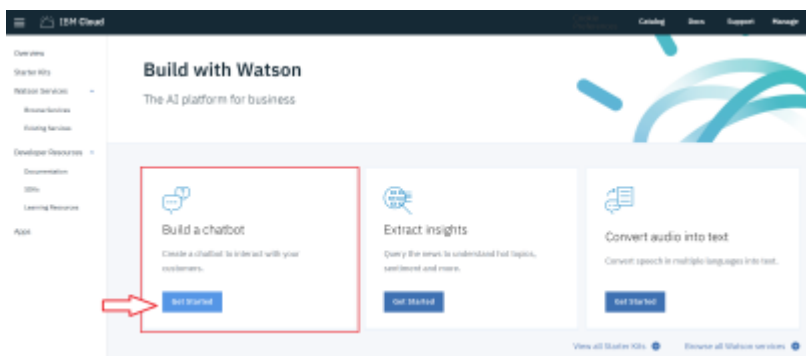 IBM Cloud
Catalog Docs Support Manage
Overview
Starter Kits
Watson Services
Browse Services
Existing Services
Developer Resources
Documentation
SDKs
Learning Resources
Apps
Build with Watson
The AI platform for business
Build a chatbot
Create a chatbot to interact with your
customers.
Get Started
Extract insights
Query the news to understand hot topics,
sentiment and more.
Get Started
Convert audio into text
Convert speech in multiple languages into text.
Get Started
View all Starter Kits
Browse all Watson services